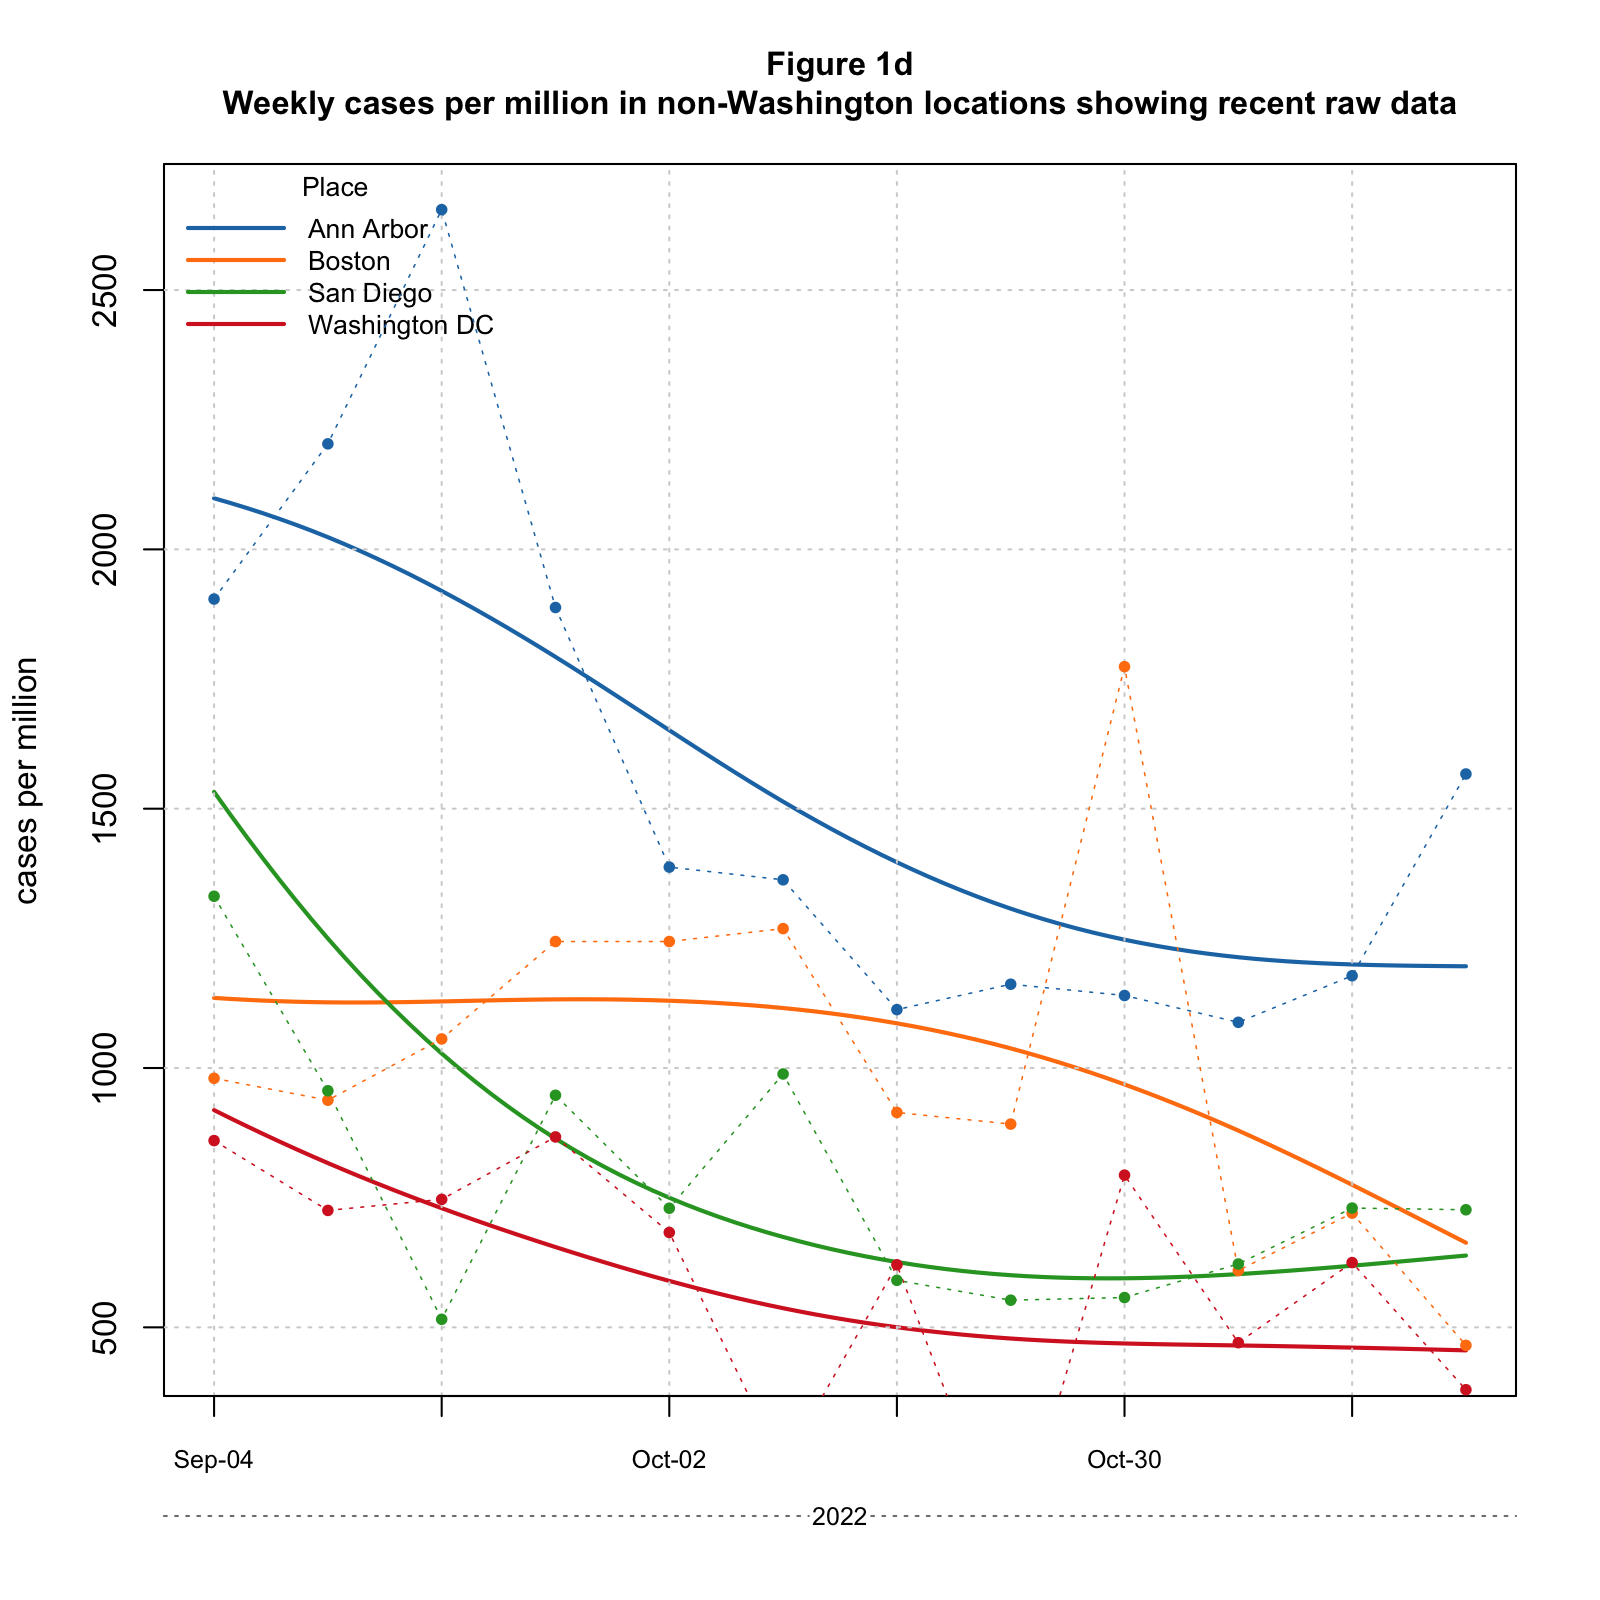 Figure 1d
Weekly cases per million in non-Washington locations showing recent raw data
Place
Ann Arbor
Boston
San Diego
Washington DC
cases per million
2500
2000
1500
1000
500
Sep-04
Oct-02
Oct-30
2022